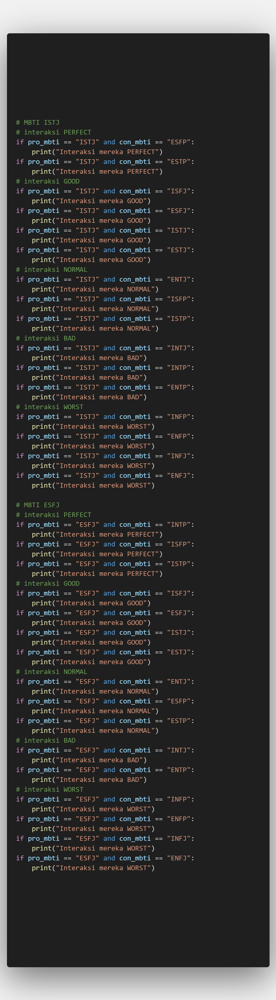 # MBTI ISTJ
# interaksi PERFECT
if pro_mbti == "ISTJ" and con_mbti == "ESFP":
    print("Interaksi mereka PERFECT")
if pro_mbti == "ISTJ" and con_mbti == "ESTP":
    print("Interaksi mereka PERFECT")
# interaksi GOOD
if pro_mbti == "ISTJ" and con_mbti == "ISFJ":
    print("Interaksi mereka GOOD")
if pro_mbti == "ISTJ" and con_mbti == "ESFJ":
    print("Interaksi mereka GOOD")
if pro_mbti == "ISTJ" and con_mbti == "ISTJ":
    print("Interaksi mereka GOOD")
if pro_mbti == "ISTJ" and con_mbti == "ESTJ":
    print("Interaksi mereka GOOD")
# interaksi NORMAL
if pro_mbti == "ISTJ" and con_mbti == "ENTJ":
    print("Interaksi mereka NORMAL")
if pro_mbti == "ISTJ" and con_mbti == "ISFP":
    print("Interaksi mereka NORMAL")
if pro_mbti == "ISTJ" and con_mbti == "ISTP":
    print("Interaksi mereka NORMAL")
# interaksi BAD
if pro_mbti == "ISTJ" and con_mbti == "INTJ":
    print("Interaksi mereka BAD")
if pro_mbti == "ISTJ" and con_mbti == "INTP":
    print("Interaksi mereka BAD")
if pro_mbti == "ISTJ" and con_mbti == "ENTP":
    print("Interaksi mereka BAD")
# interaksi WORST
if pro_mbti == "ISTJ" and con_mbti == "INFP":
    print("Interaksi mereka WORST")
if pro_mbti == "ISTJ" and con_mbti == "ENFP":
    print("Interaksi mereka WORST")
if pro_mbti == "ISTJ" and con_mbti == "INFJ":
    print("Interaksi mereka WORST")
if pro_mbti == "ISTJ" and con_mbti == "ENFJ":
    print("Interaksi mereka WORST")

# MBTI ESFJ
# interaksi PERFECT
if pro_mbti == "ESFJ" and con_mbti == "INTP":
    print("Interaksi mereka PERFECT")
if pro_mbti == "ESFJ" and con_mbti == "ISFP":
    print("Interaksi mereka PERFECT")
if pro_mbti == "ESFJ" and con_mbti == "ISTP":
    print("Interaksi mereka PERFECT")
# interaksi GOOD
if pro_mbti == "ESFJ" and con_mbti == "ISFJ":
    print("Interaksi mereka GOOD")
if pro_mbti == "ESFJ" and con_mbti == "ESFJ":
    print("Interaksi mereka GOOD")
if pro_mbti == "ESFJ" and con_mbti == "ISTJ":
    print("Interaksi mereka GOOD")
if pro_mbti == "ESFJ" and con_mbti == "ESTJ":
    print("Interaksi mereka GOOD")
# interaksi NORMAL
if pro_mbti == "ESFJ" and con_mbti == "ENTJ":
    print("Interaksi mereka NORMAL")
if pro_mbti == "ESFJ" and con_mbti == "ESFP":
    print("Interaksi mereka NORMAL")
if pro_mbti == "ESFJ" and con_mbti == "ESTP":
    print("Interaksi mereka NORMAL")
# interaksi BAD
if pro_mbti == "ESFJ" and con_mbti == "INTJ":
    print("Interaksi mereka BAD")
if pro_mbti == "ESFJ" and con_mbti == "ENTP":
    print("Interaksi mereka BAD")
# interaksi WORST
if pro_mbti == "ESFJ" and con_mbti == "INFP":
    print("Interaksi mereka WORST")
if pro_mbti == "ESFJ" and con_mbti == "ENFP":
    print("Interaksi mereka WORST")
if pro_mbti == "ESFJ" and con_mbti == "INFJ":
    print("Interaksi mereka WORST")
if pro_mbti == "ESFJ" and con_mbti == "ENFJ":
    print("Interaksi mereka WORST")